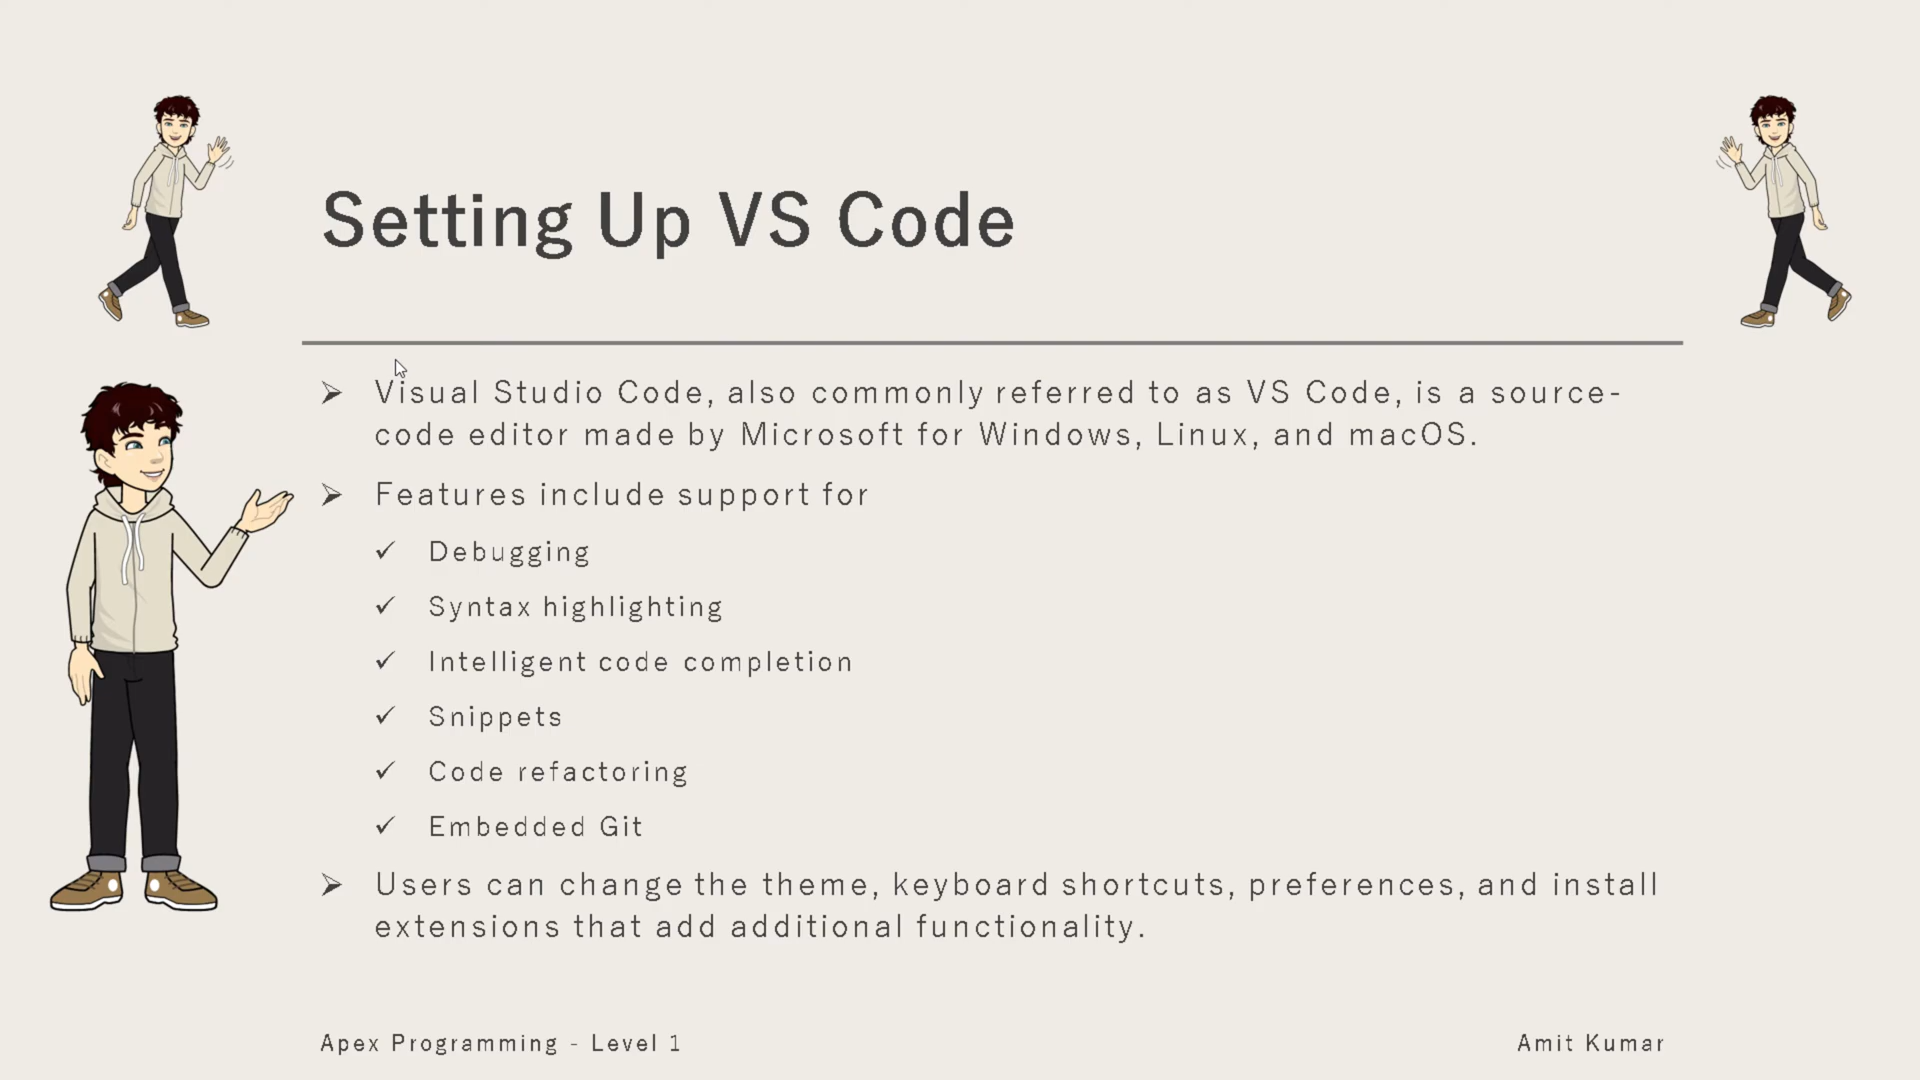 Setting Up VS Code
➢ Visual Studio Code, also commonly referred to as VS Code, is a source-
code editor made by Microsoft for Windows, Linux, and macOS.
➢ Features include support for
✓ Debugging
✓ Syntax highlighting
✓ Intelligent code completion
✓ Snippets
✓ Code refactoring
✓ Embedded Git
➢ Users can change the theme, keyboard shortcuts, preferences, and install
extensions that add additional functionality.
Apex Programming - Level 1
Amit Kumar